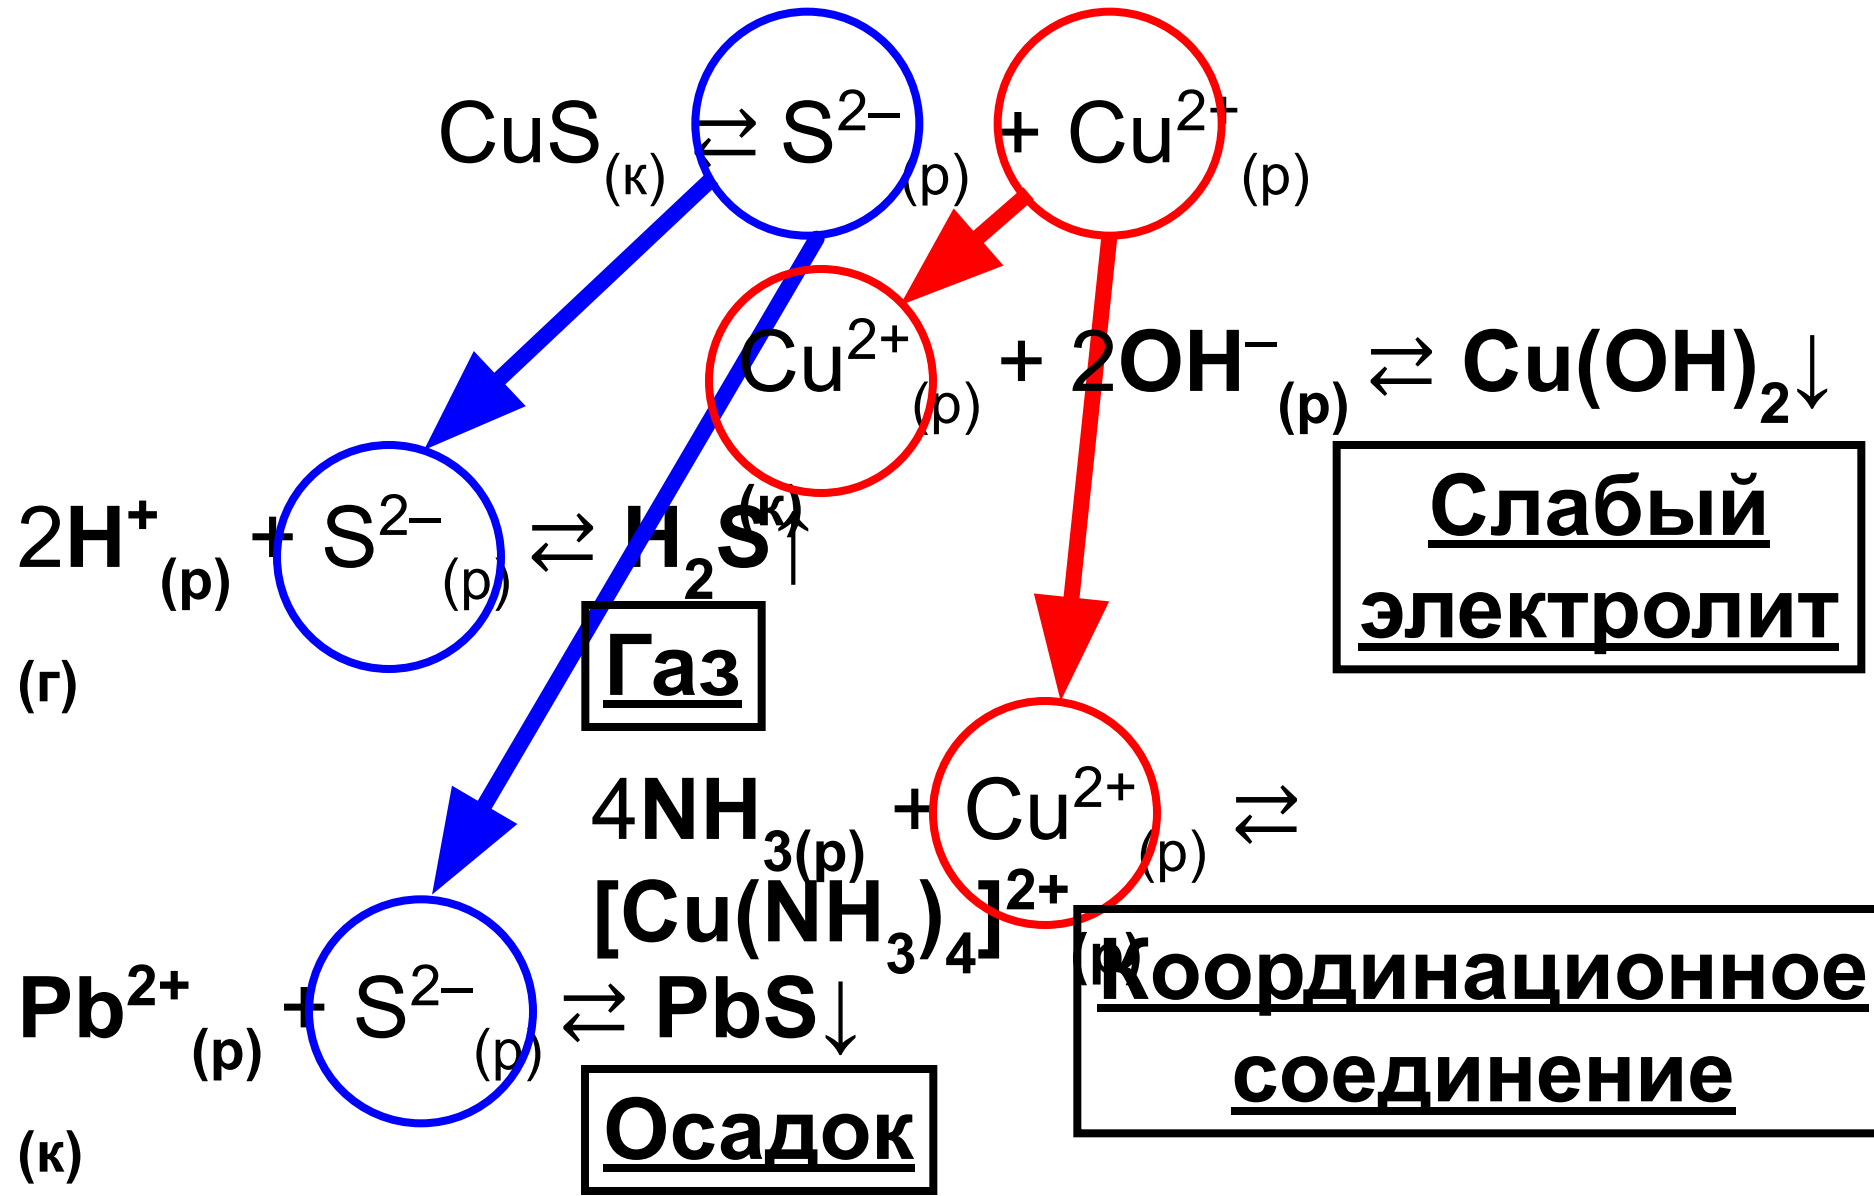 CuS(к) ⇄ S²⁻(р) + Cu²⁺(р)
Cu²⁺(р) + 2OH⁻(р) ⇄ Cu(OH)₂↓
(к)
Слабый
электролит
2H⁺(р) + S²⁻(р) ⇄ H₂S↑
(г)
Газ
4NH₃(р) + Cu²⁺(р) ⇄
[Cu(NH₃)₄]²⁺(р)
Координационное
соединение
Pb²⁺(р) + S²⁻(р) ⇄ PbS↓
(к)
Осадок